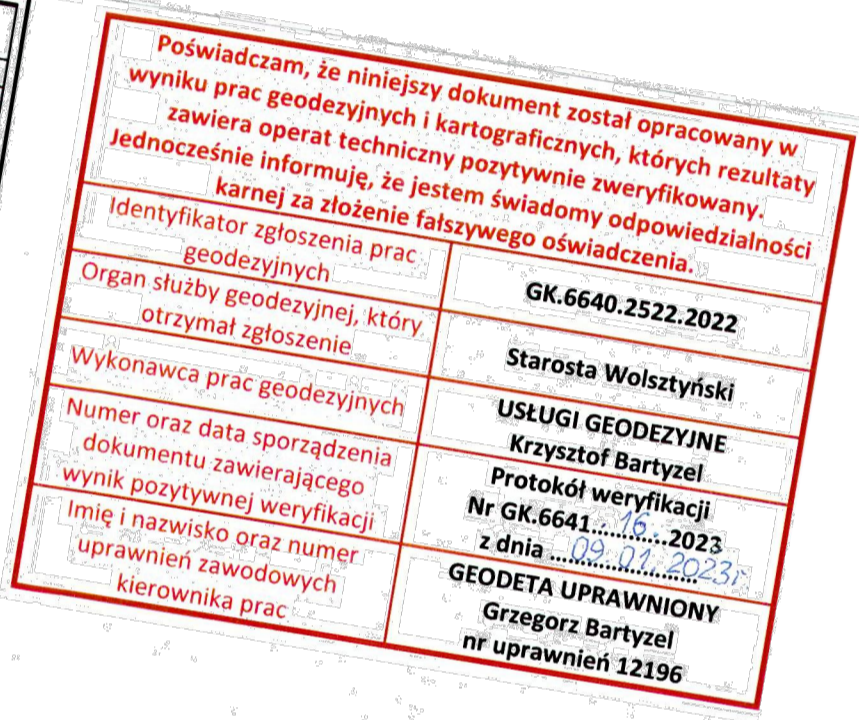 Poświadczam, że niniejszy dokument został opracowany w
wyniku prac geodezyjnych i kartograficznych, których rezultaty
zawiera operat techniczny pozytywnie zweryfikowany.
Jednocześnie informuję, że jestem świadomy odpowiedzialności
karnej za złożenie fałszywego oświadczenia.
Identyfikator zgłoszenia prac
geodezyjnych
GK.6640.2522.2022
Organ służby geodezyjnej, który
otrzymał zgłoszenie
Starosta Wolsztyński
Wykonawca prac geodezyjnych
USŁUGI GEODEZYJNE
Krzysztof Bartyzel
Numer oraz data sporządzenia
dokumentu zawierającego
wynik pozytywnej weryfikacji
Protokół weryfikacji
Nr GK.6641..16..2023
z dnia ...09.01.2023r
Imię i nazwisko oraz numer
uprawnień zawodowych
kierownika prac
GEODETA UPRAWNIONY
Grzegorz Bartyzel
nr uprawnień 12196